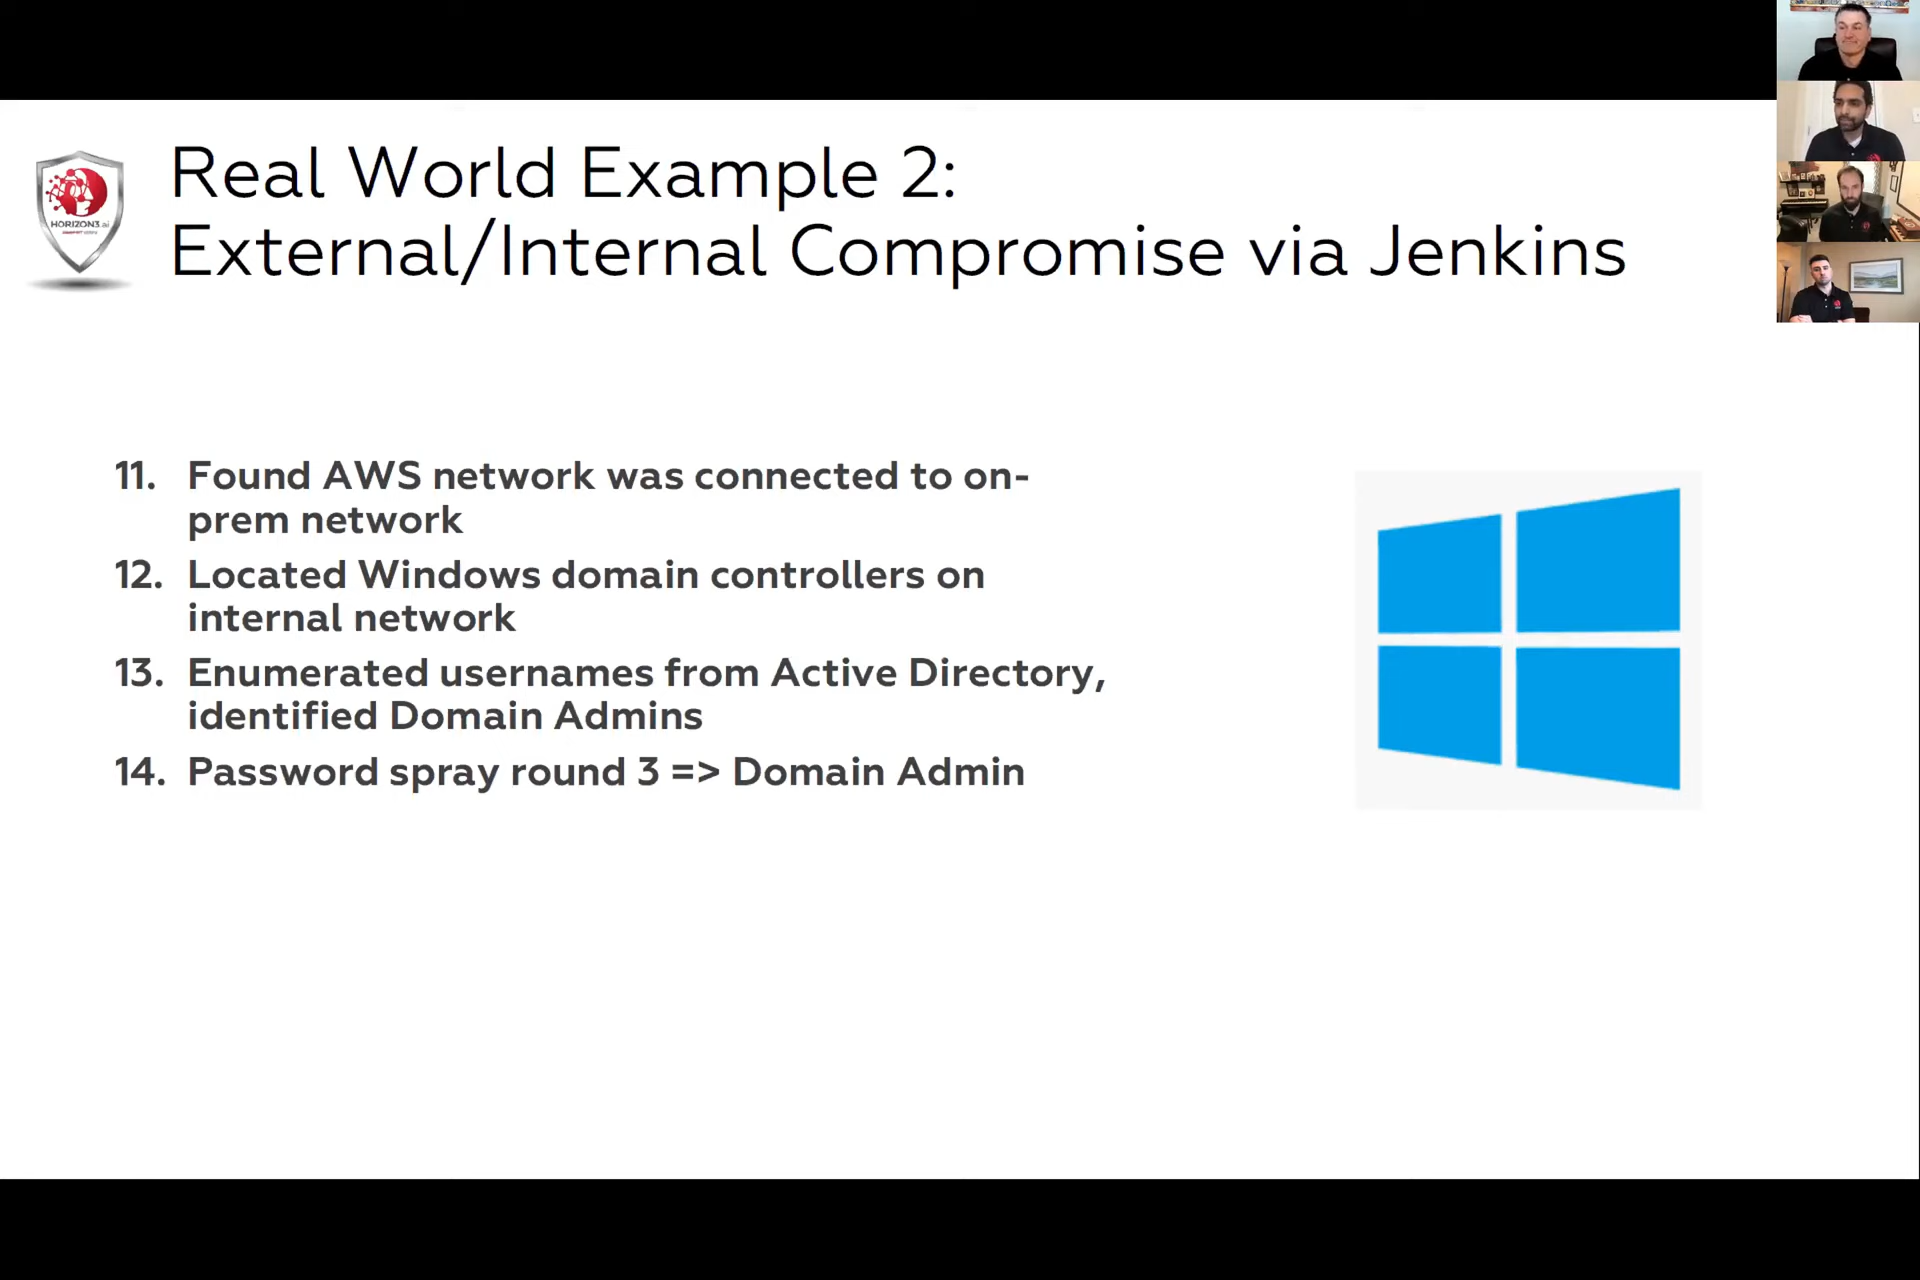 Real World Example 2:
External/Internal Compromise via Jenkins
HORIZON3.ai
11. Found AWS network was connected to on-
prem network
12. Located Windows domain controllers on
internal network
13. Enumerated usernames from Active Directory,
identified Domain Admins
14. Password spray round 3 => Domain Admin